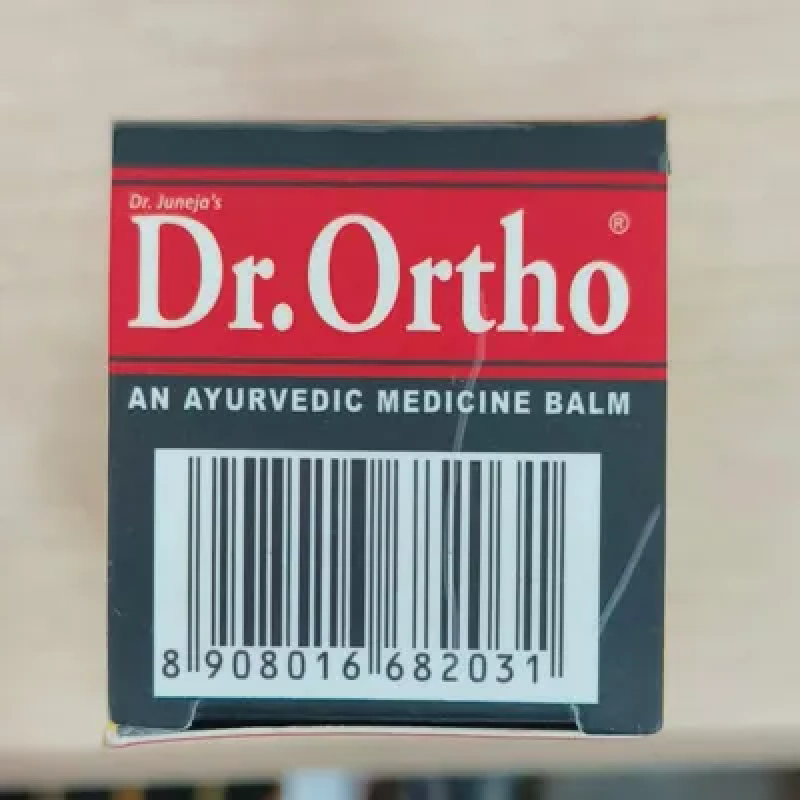 Dr. Juneja's
Dr.Ortho®
AN AYURVEDIC MEDICINE BALM
8 908016 682031